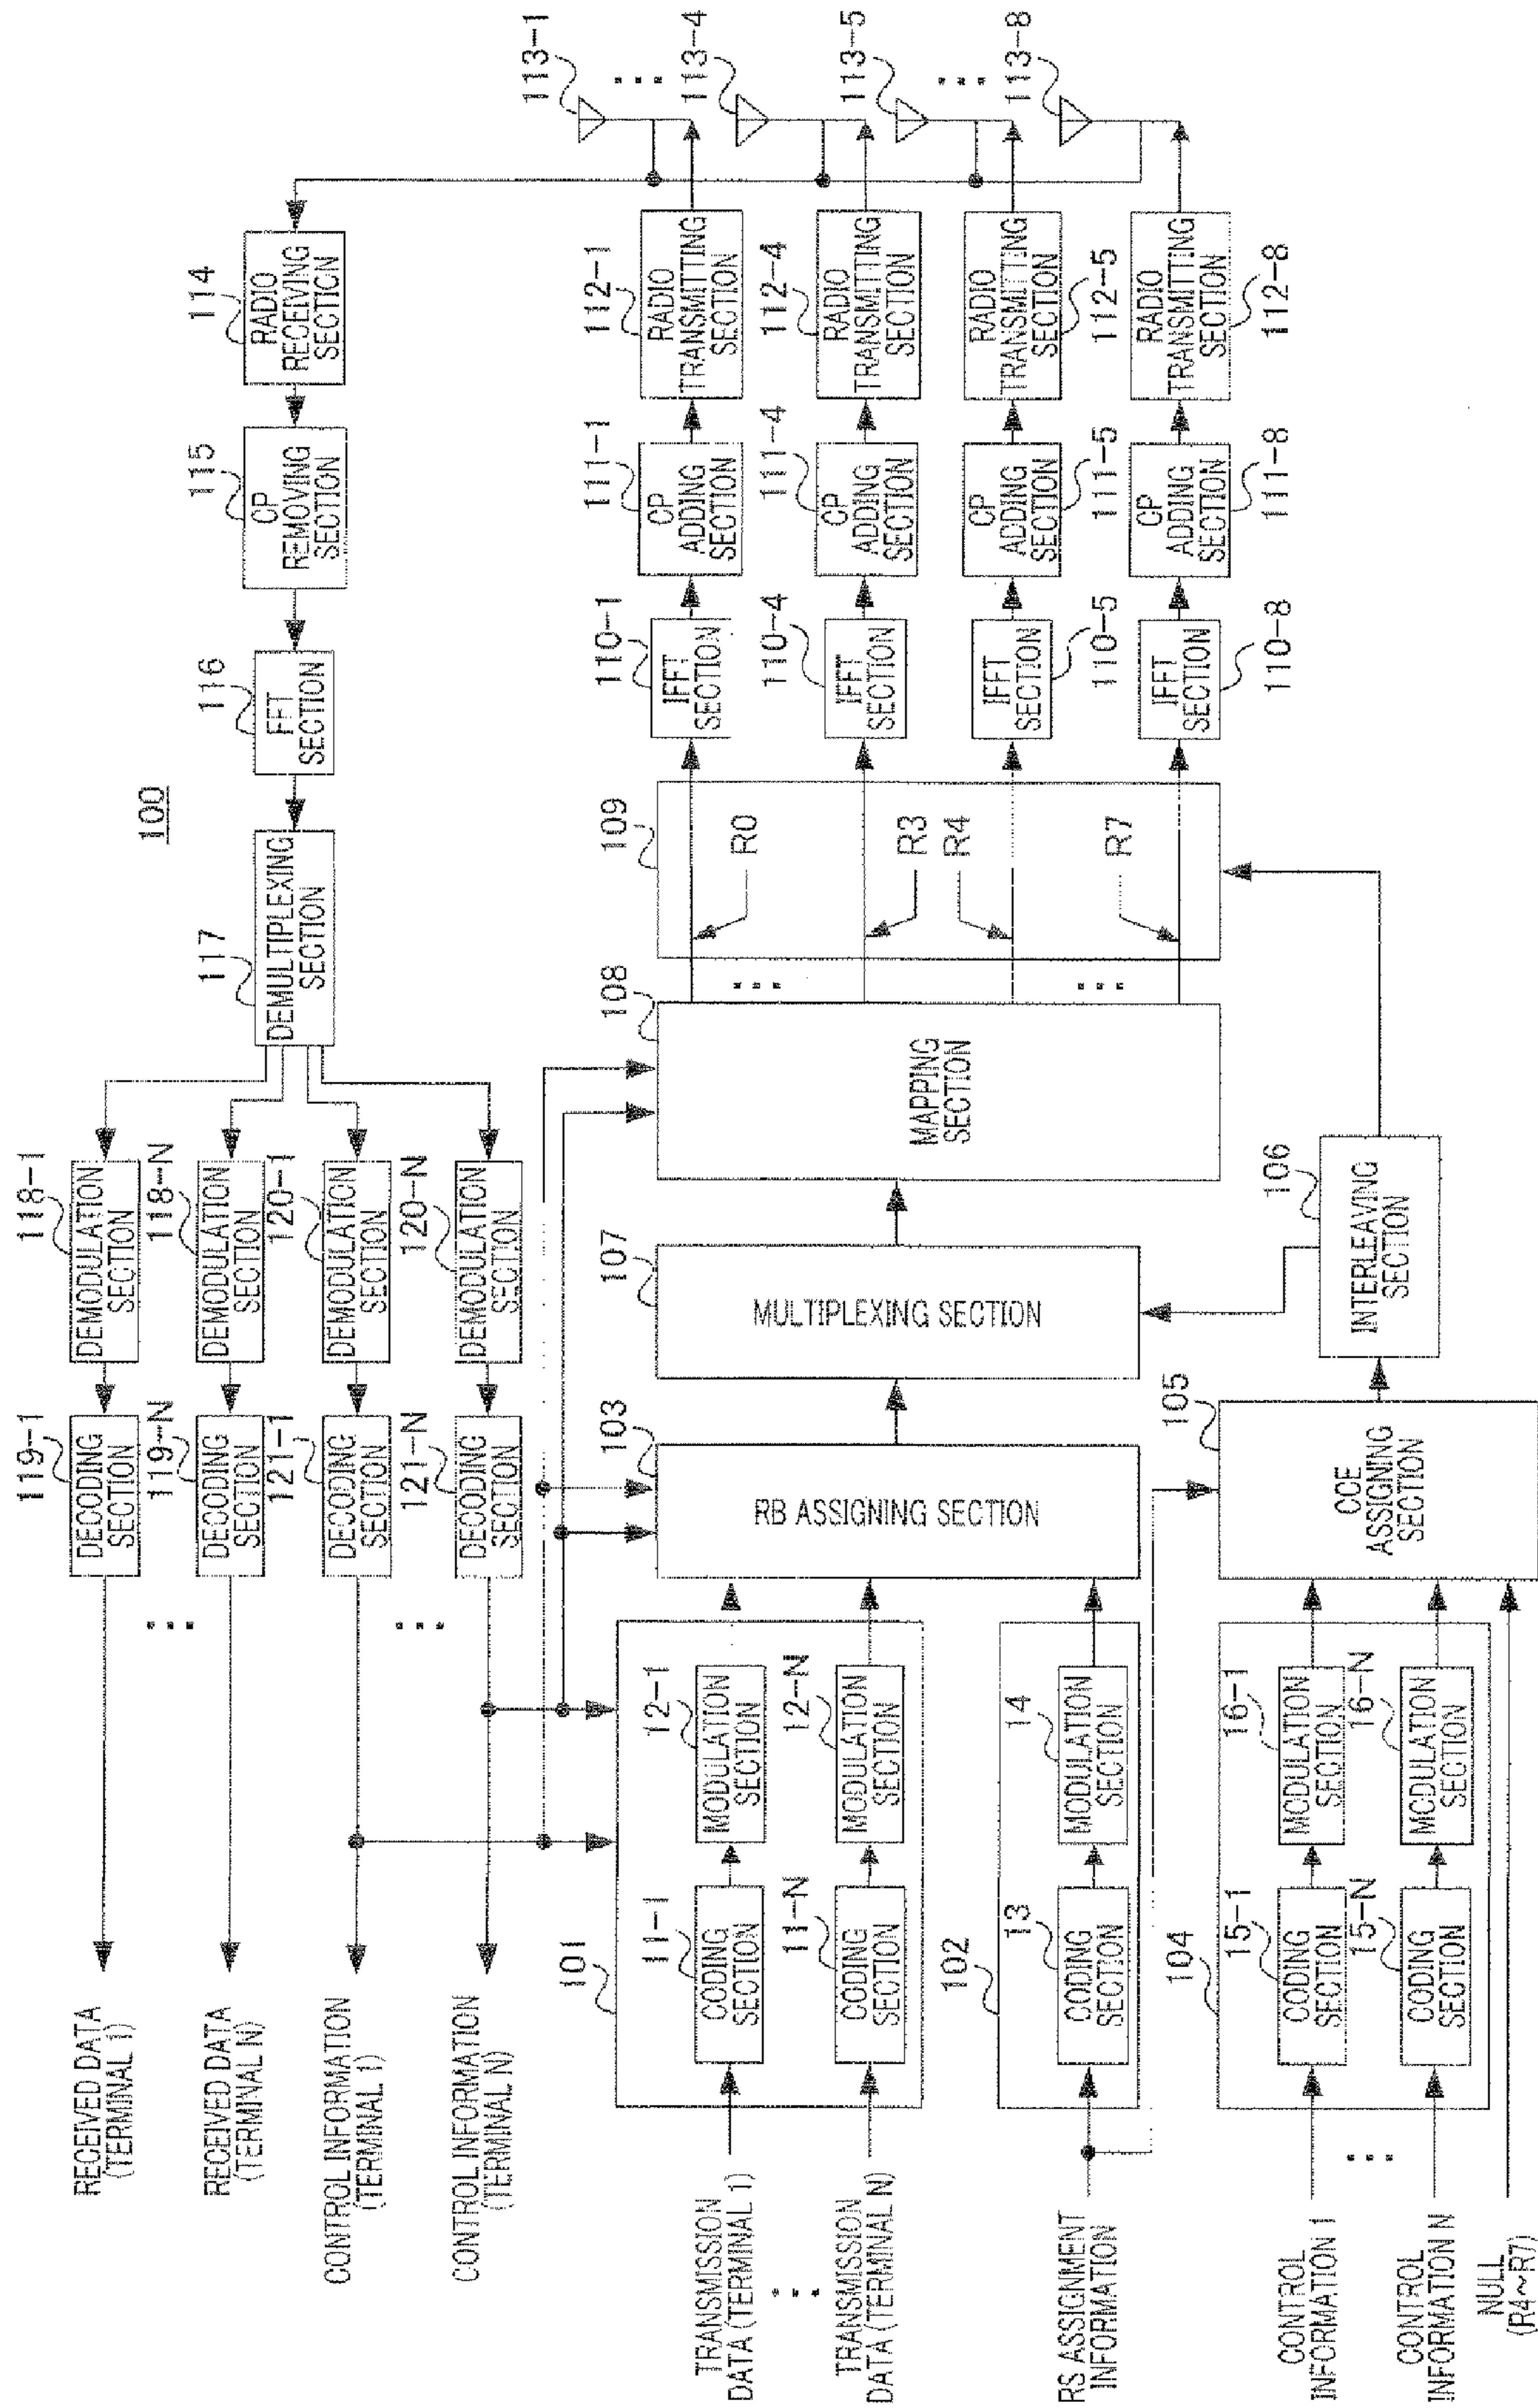 100
RECEIVED DATA
(TERMINAL 1)
119-1
DECODING
SECTION
118-1
DEMODULATION
SECTION
RECEIVED DATA
(TERMINAL N)
119-N
DECODING
SECTION
118-N
DEMODULATION
SECTION
CONTROL INFORMATION
(TERMINAL 1)
121-1
DECODING
SECTION
120-1
DEMODULATION
SECTION
CONTROL INFORMATION
(TERMINAL N)
121-N
DECODING
SECTION
120-N
DEMODULATION
SECTION
117
DEMULTIPLEXING
SECTION
116
FFT
SECTION
115
CP
REMOVING
SECTION
114
RADIO
RECEIVING
SECTION
101
TRANSMISSION
DATA (TERMINAL 1)
11-1
CODING
SECTION
12-1
MODULATION
SECTION
TRANSMISSION
DATA (TERMINAL N)
11-N
CODING
SECTION
12-N
MODULATION
SECTION
102
RS ASSIGNMENT
INFORMATION
13
CODING
SECTION
14
MODULATION
SECTION
104
CONTROL
INFORMATION 1
15-1
CODING
SECTION
16-1
MODULATION
SECTION
CONTROL
INFORMATION N
15-N
CODING
SECTION
16-N
MODULATION
SECTION
NULL
(R4~R7)
103
RB ASSIGNING SECTION
105
CCE
ASSIGNING
SECTION
107
MULTIPLEXING SECTION
106
INTERLEAVING
SECTION
108
MAPPING
SECTION
109
R0
R3
R4
R7
110-1
IFFT
SECTION
111-1
CP
ADDING
SECTION
112-1
RADIO
TRANSMITTING
SECTION
113-1
110-4
IFFT
SECTION
111-4
CP
ADDING
SECTION
112-4
RADIO
TRANSMITTING
SECTION
113-4
110-5
IFFT
SECTION
111-5
CP
ADDING
SECTION
112-5
RADIO
TRANSMITTING
SECTION
113-5
110-8
IFFT
SECTION
111-8
CP
ADDING
SECTION
112-8
RADIO
TRANSMITTING
SECTION
113-8